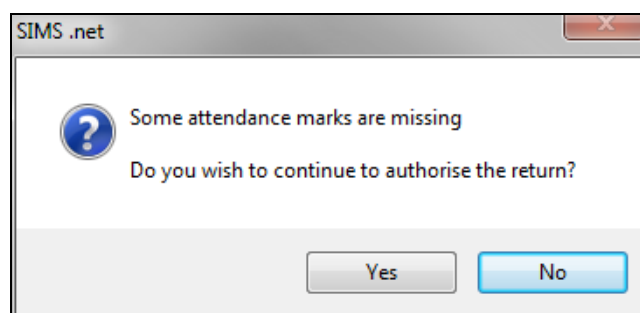 SIMS .net
Some attendance marks are missing
Do you wish to continue to authorise the return?
Yes
No